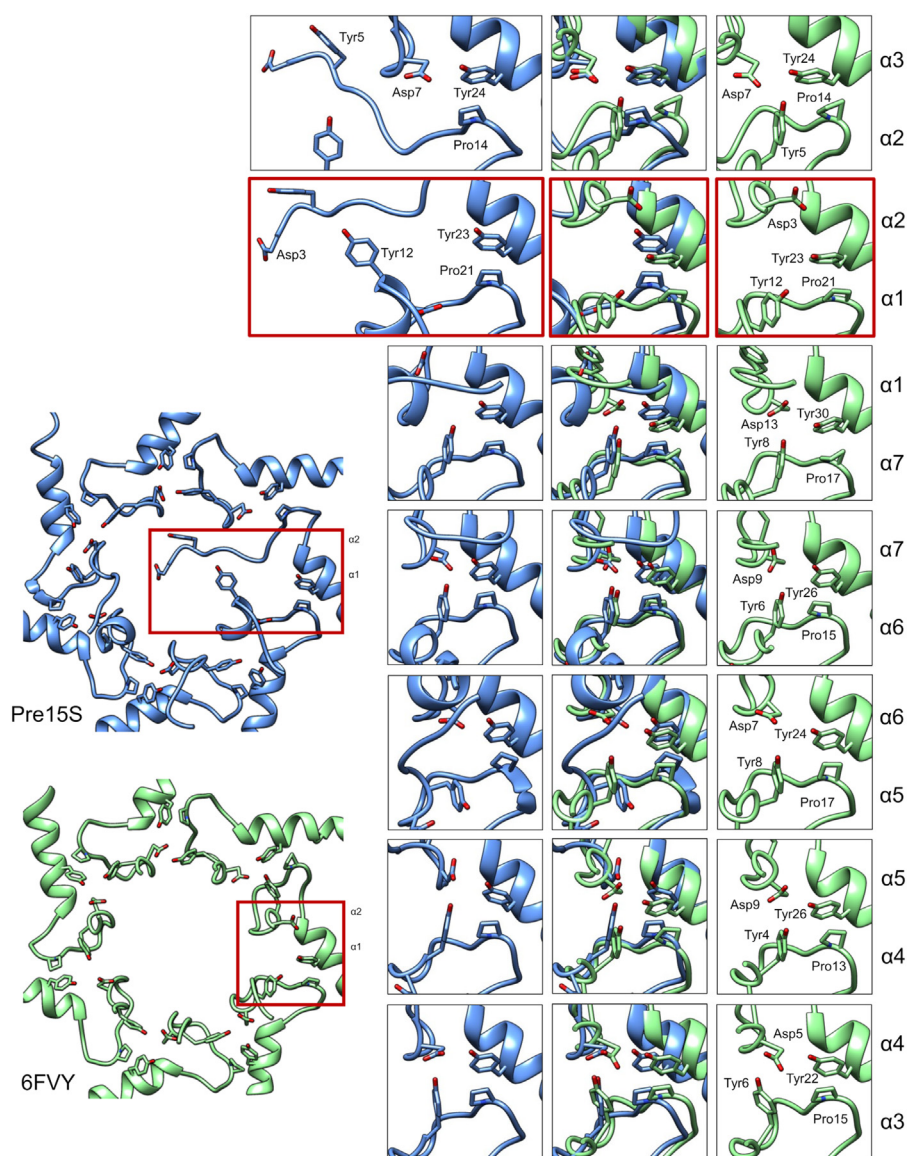 Tyr5
Asp7
Tyr24
Pro14
Tyr24
Asp7
Pro14
Tyr5
α3
α2
Asp3
Tyr12
Tyr23
Pro21
Asp3
Tyr23
Tyr12
Pro21
α2
α1
Asp13
Tyr30
Tyr8
Pro17
α1
α7
Asp9
Tyr26
Tyr6
Pro15
α7
α6
α2
α1
Pre15S
Asp7
Tyr24
Tyr8
Pro17
α6
α5
Asp9
Tyr26
Tyr4
Pro13
α5
α4
α2
α1
6FVY
Asp5
Tyr6
Tyr22
Pro15
α4
α3